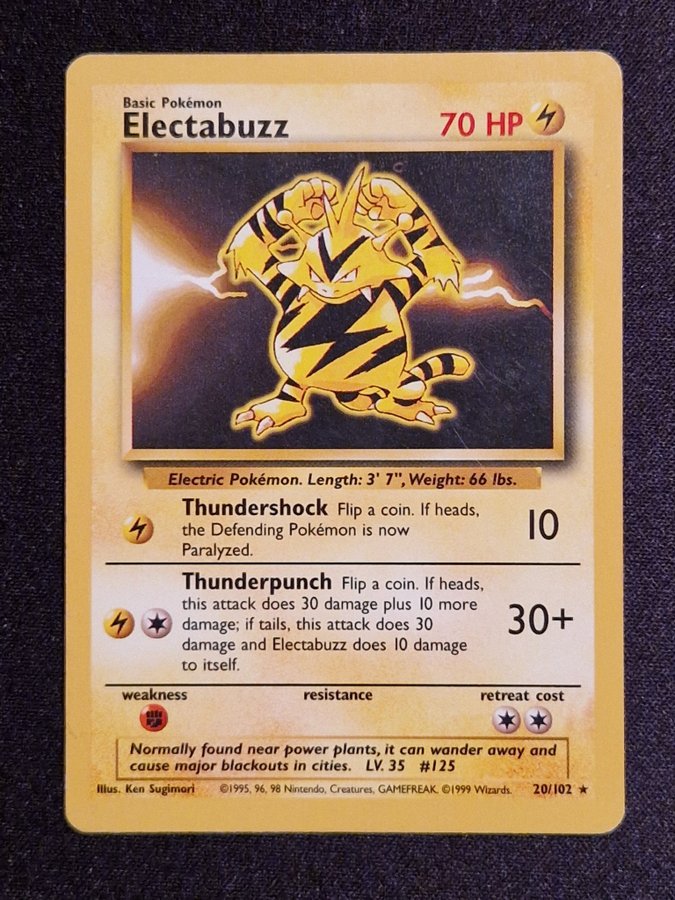 Basic Pokémon
Electabuzz 70 HP
Electric Pokémon. Length: 3' 7", Weight: 66 lbs.
Thundershock Flip a coin. If heads,
the Defending Pokémon is now
Paralyzed.
10
Thunderpunch Flip a coin. If heads,
this attack does 30 damage plus 10 more
damage; if tails, this attack does 30
damage and Electabuzz does 10 damage
to itself.
30+
weakness resistance retreat cost
Normally found near power plants, it can wander away and
cause major blackouts in cities. LV. 35 #125
Illus. Ken Sugimori ©1995, 96, 98 Nintendo, Creatures, GAMEFREAK. ©1999 Wizards. 20/102 ★